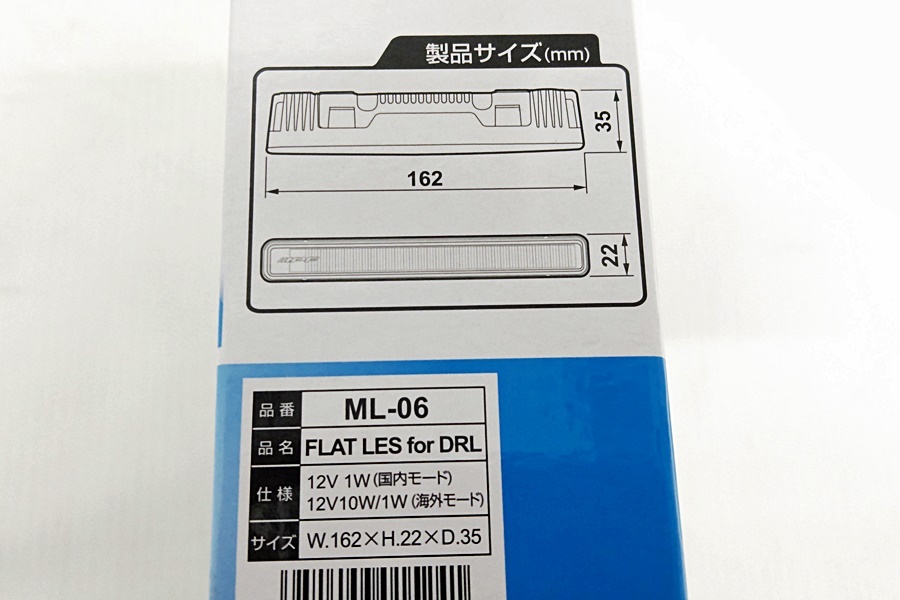 製品サイズ(mm)
35
162
22
品番 ML-06
品名 FLAT LES for DRL
仕様 12V 1W(国内モード)
12V10W/1W(海外モード)
サイズ W.162×H.22×D.35